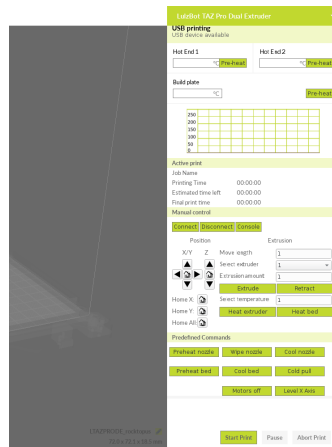 LulzBot TAZ Pro Dual Extruder
USB printing
USB device available
Hot End 1
Hot End 2
°C Pre-heat
°C Pre-heat
Build plate
°C Pre-heat
250
200
150
100
50
0
Active print
Job Name
Printing Time 00:00:00
Estimated time left 00:00:00
Final print time 00:00:00
Manual control
Connect Disconnect Console
Position Extrusion
X/Y Z Move length 1
Select extruder 1
Extrusion amount 1
Extrude Retract
Home X: Select temperature 1
Home Y: Heat extruder Heat bed
Home All:
Predefined Commands
Preheat nozzle Wipe nozzle Cool nozzle
Preheat bed Cool bed Cold pull
Motors off Level X Axis
Start Print Pause Abort Print